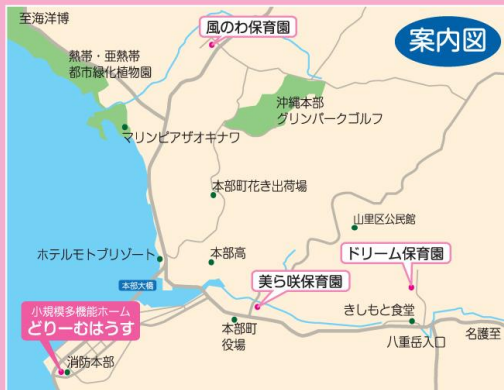 至海洋博
風のわ保育園
案内図
熱帯・亜熱帯
都市緑化植物園
沖縄本部
グリンパークゴルフ
マリンピアザオキナワ
本部町花き出荷場
山里区公民館
ホテルモトブリゾート
本部高
ドリーム保育園
本部大橋
美ら咲保育園
小規模多機能ホーム
どりーむはうす
きしもと食堂
本部町
役場
名護至
八重岳入口
消防本部